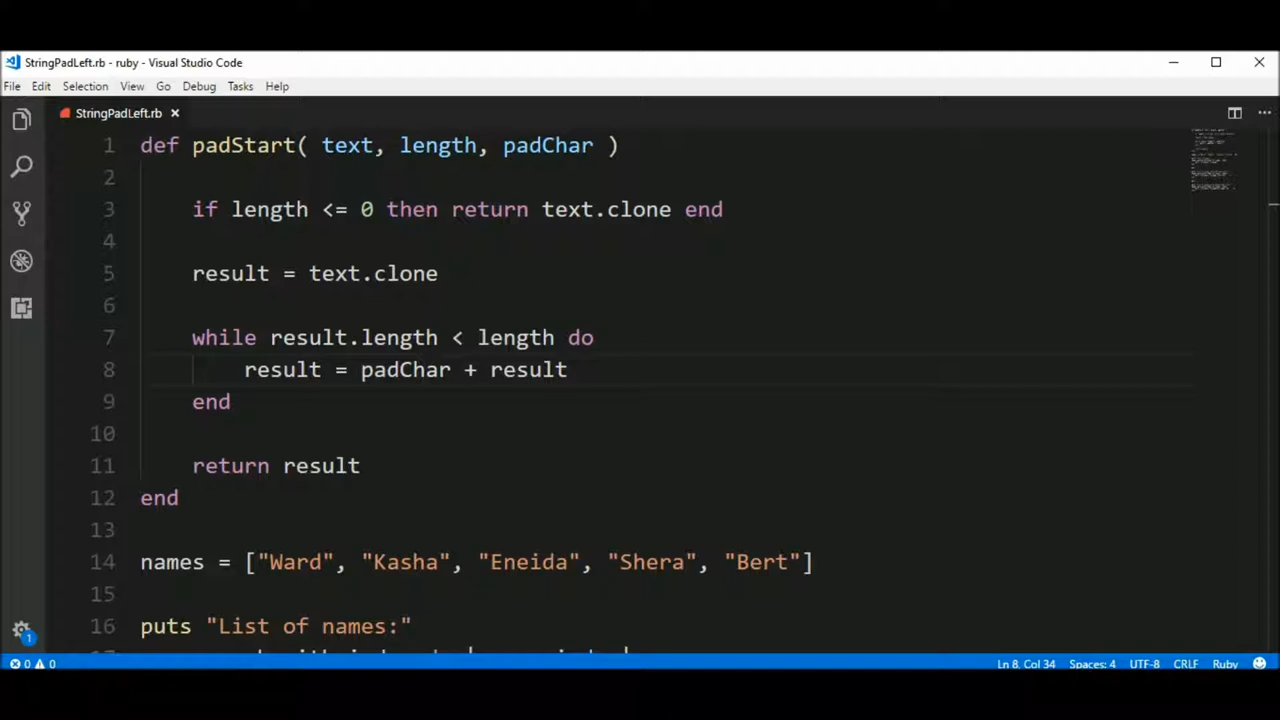 StringPadLeft.rb - ruby - Visual Studio Code
File Edit Selection View Go Debug Tasks Help
StringPadLeft.rb
1 def padStart( text, length, padChar )
2
3 if length <= 0 then return text.clone end
4
5 result = text.clone
6
7 while result.length < length do
8 result = padChar + result
9 end
10
11 return result
12 end
13
14 names = ["Ward", "Kasha", "Eneida", "Shera", "Bert"]
15
16 puts "List of names:"
1
0 0 Ln 8, Col 34 Spaces: 4 UTF-8 CRLF Ruby